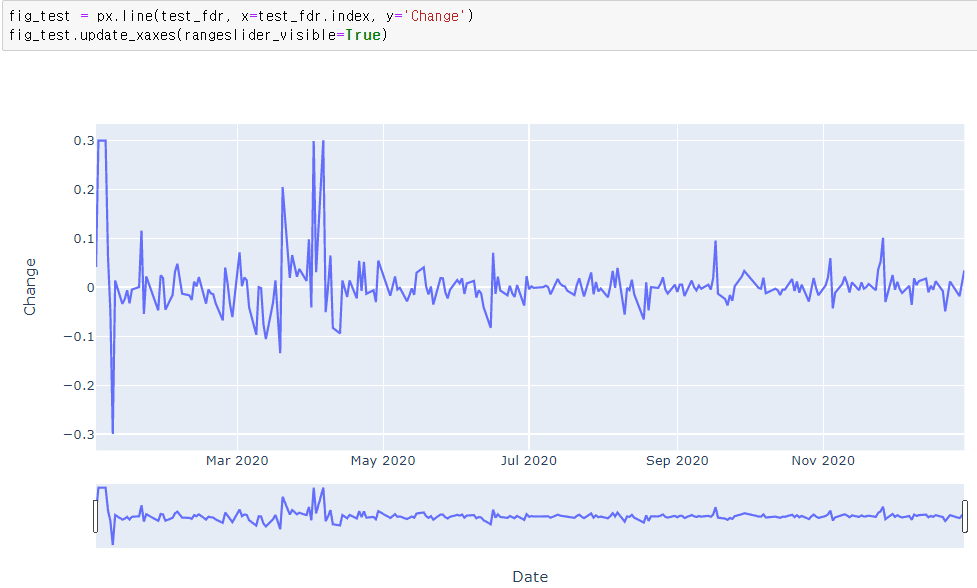 fig_test = px.line(test_fdr, x=test_fdr.index, y='Change')
fig_test.update_xaxes(rangeslider_visible=True)
Change
0.3
0.2
0.1
0
−0.1
−0.2
−0.3
Mar 2020 May 2020 Jul 2020 Sep 2020 Nov 2020
Date